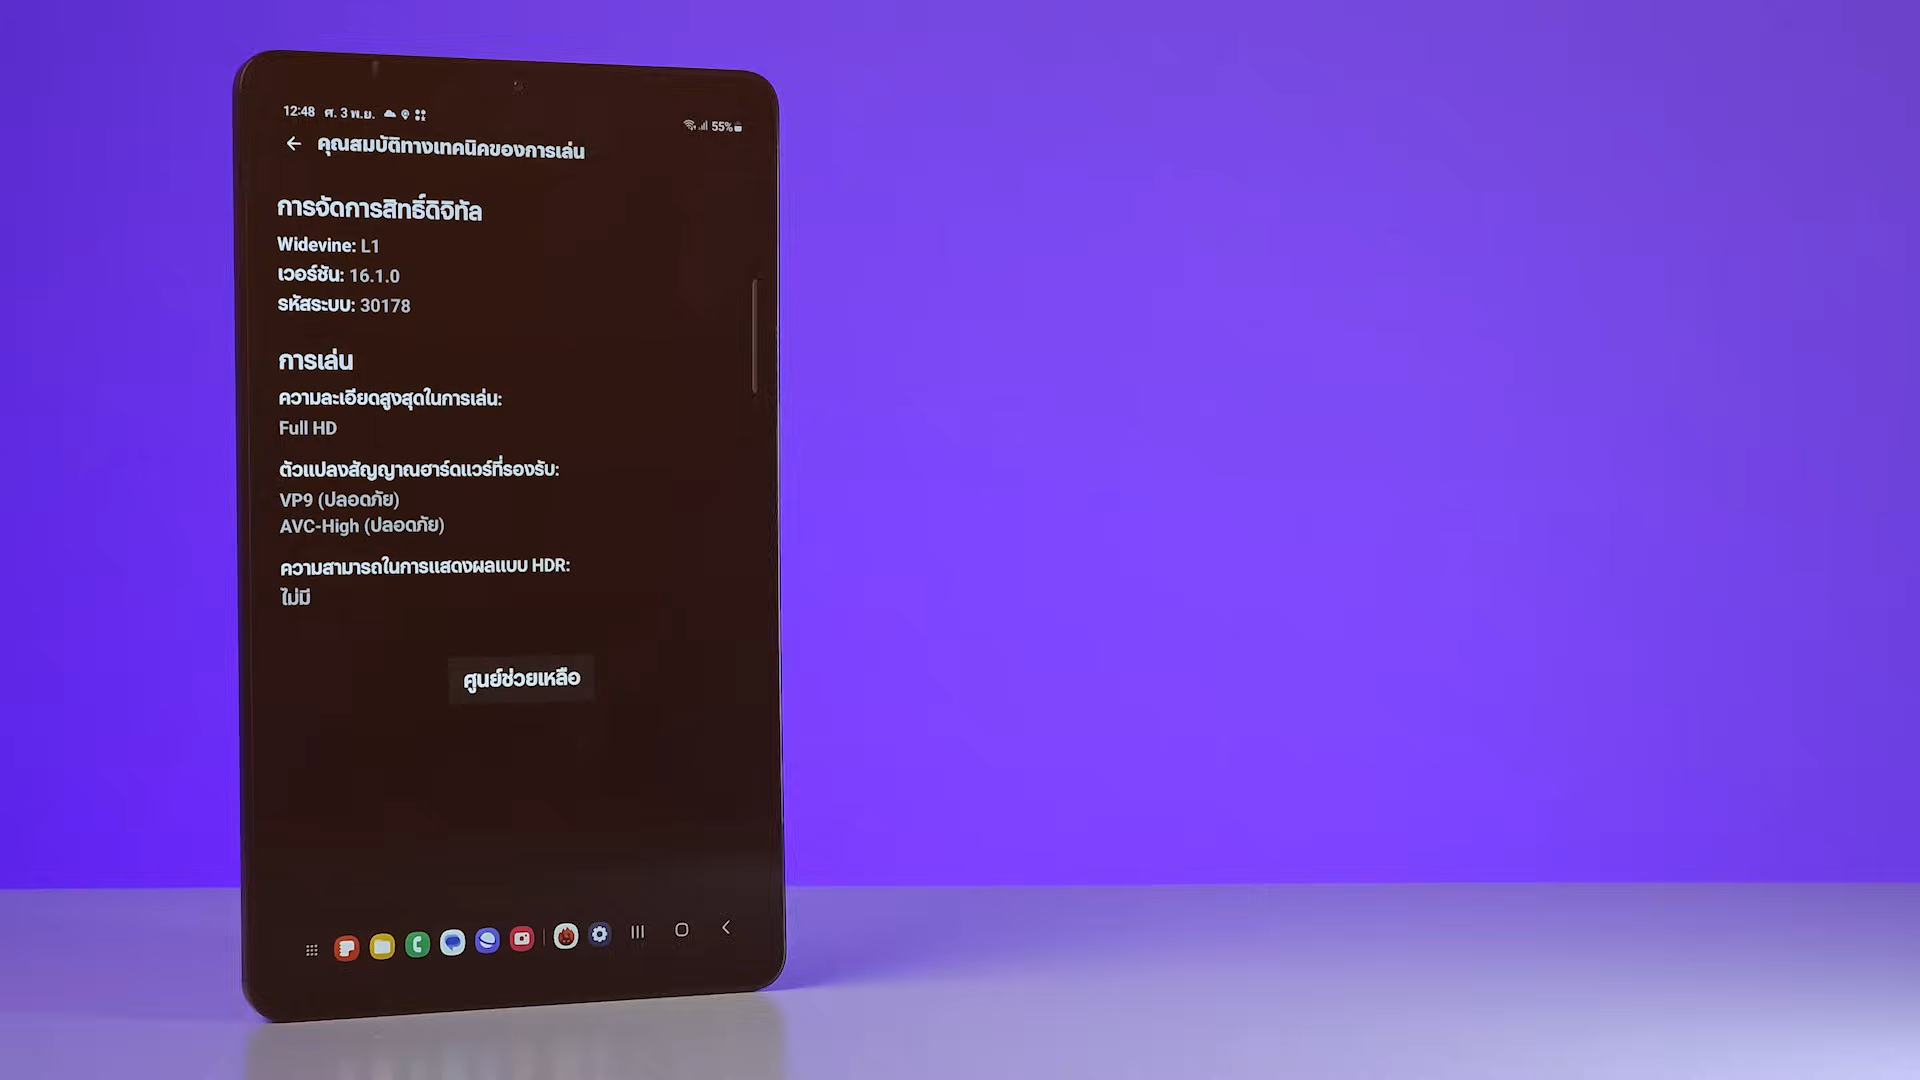 12:48 ศ. 3 พ.ย.
55%
คุณสมบัติทางเทคนิคของการเล่น
การจัดการสิทธิ์ดิจิทัล
Widevine: L1
เวอร์ชัน: 16.1.0
รหัสระบบ: 30178
การเล่น
ความละเอียดสูงสุดในการเล่น:
Full HD
ตัวแปลงสัญญาณฮาร์ดแวร์ที่รองรับ:
VP9 (ปลอดภัย)
AVC-High (ปลอดภัย)
ความสามารถในการแสดงผลแบบ HDR:
ไม่มี
ศูนย์ช่วยเหลือ